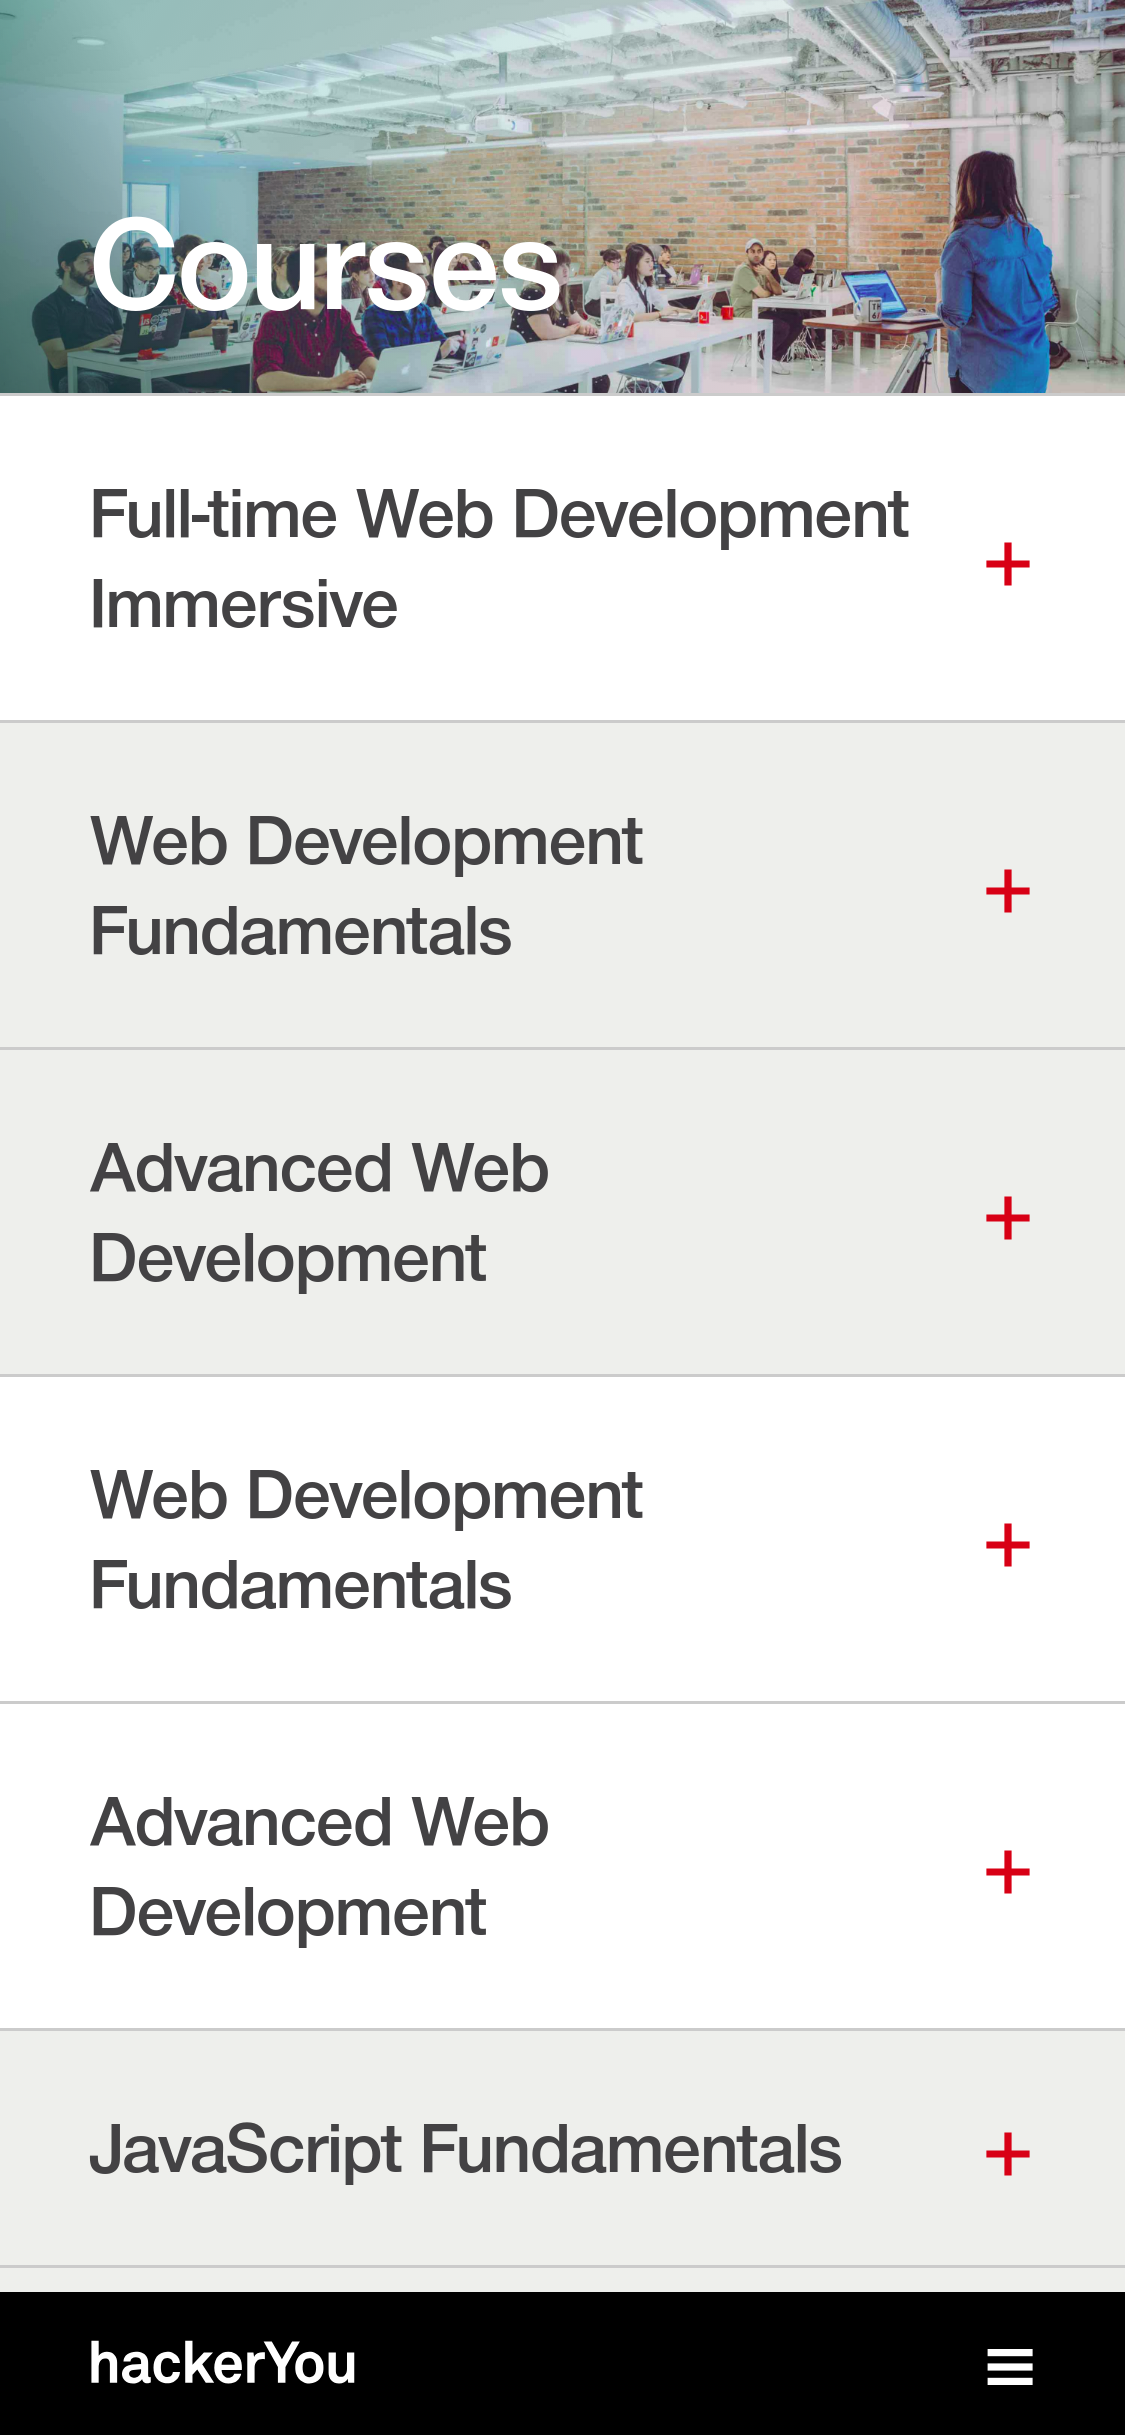 Courses
Full-time Web Development
Immersive
Web Development
Fundamentals
Advanced Web
Development
Web Development
Fundamentals
Advanced Web
Development
JavaScript Fundamentals
hackerYou